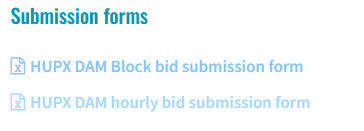 Submission forms
HUPX DAM Block bid submission form
HUPX DAM hourly bid submission form